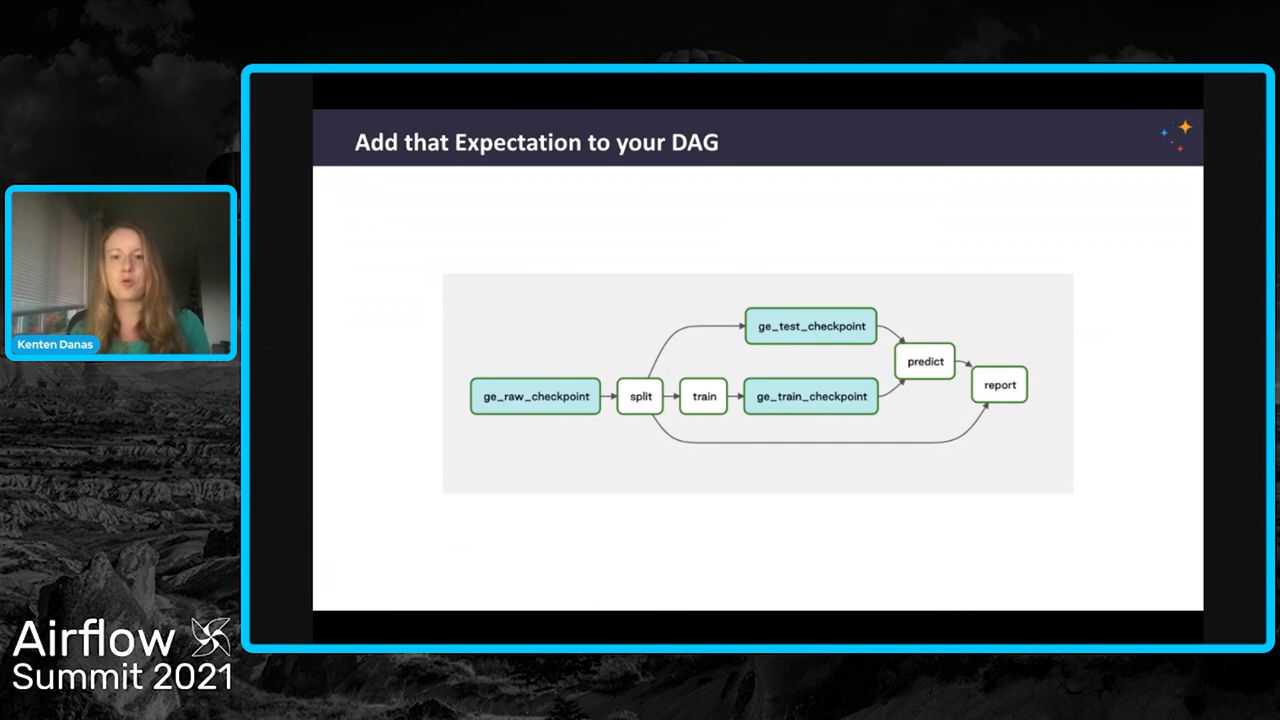 Add that Expectation to your DAG
ge_test_checkpoint
predict
report
ge_raw_checkpoint
split
train
ge_train_checkpoint
Kenten Danas
Airflow
Summit 2021